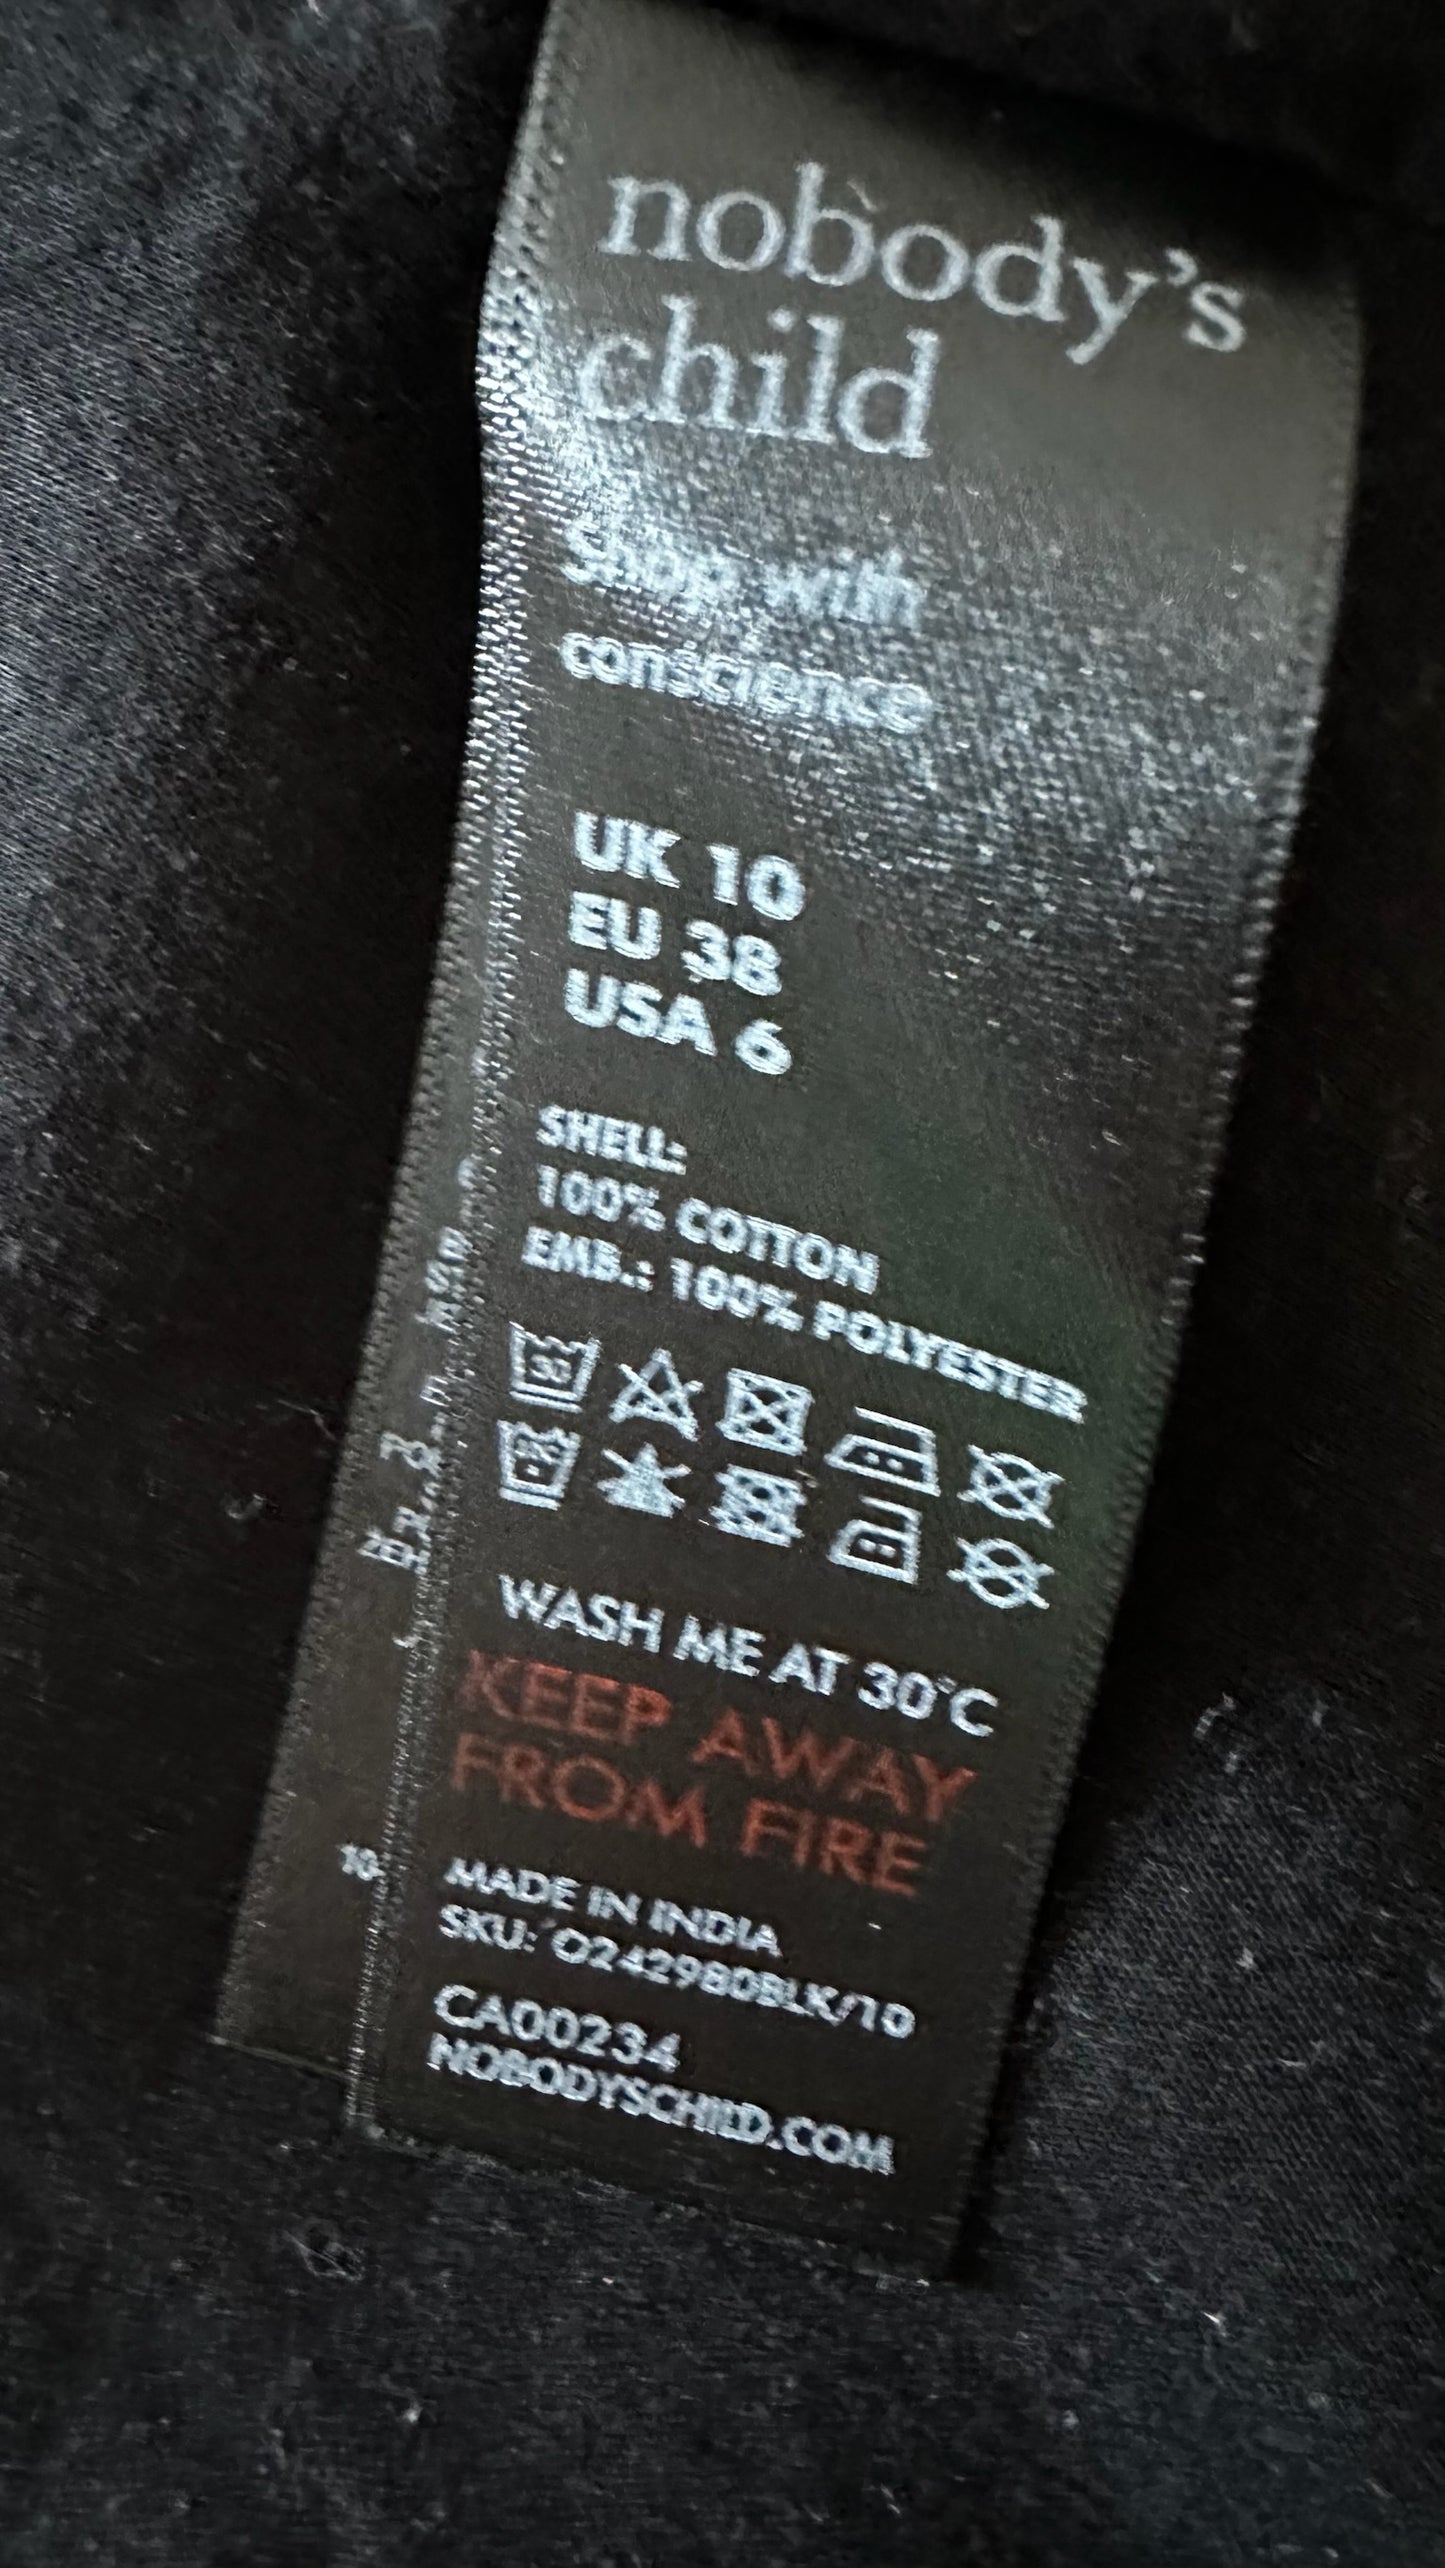 nobody's
child
Shop with
conscience
UK 10
EU 38
USA 6
SHELL:
100% COTTON
EMB.: 100% POLYESTER
WASH ME AT 30°C
KEEP AWAY
FROM FIRE
MADE IN INDIA
SKU: O242980BLK/10
CA00234
NOBODYSCHILD.COM